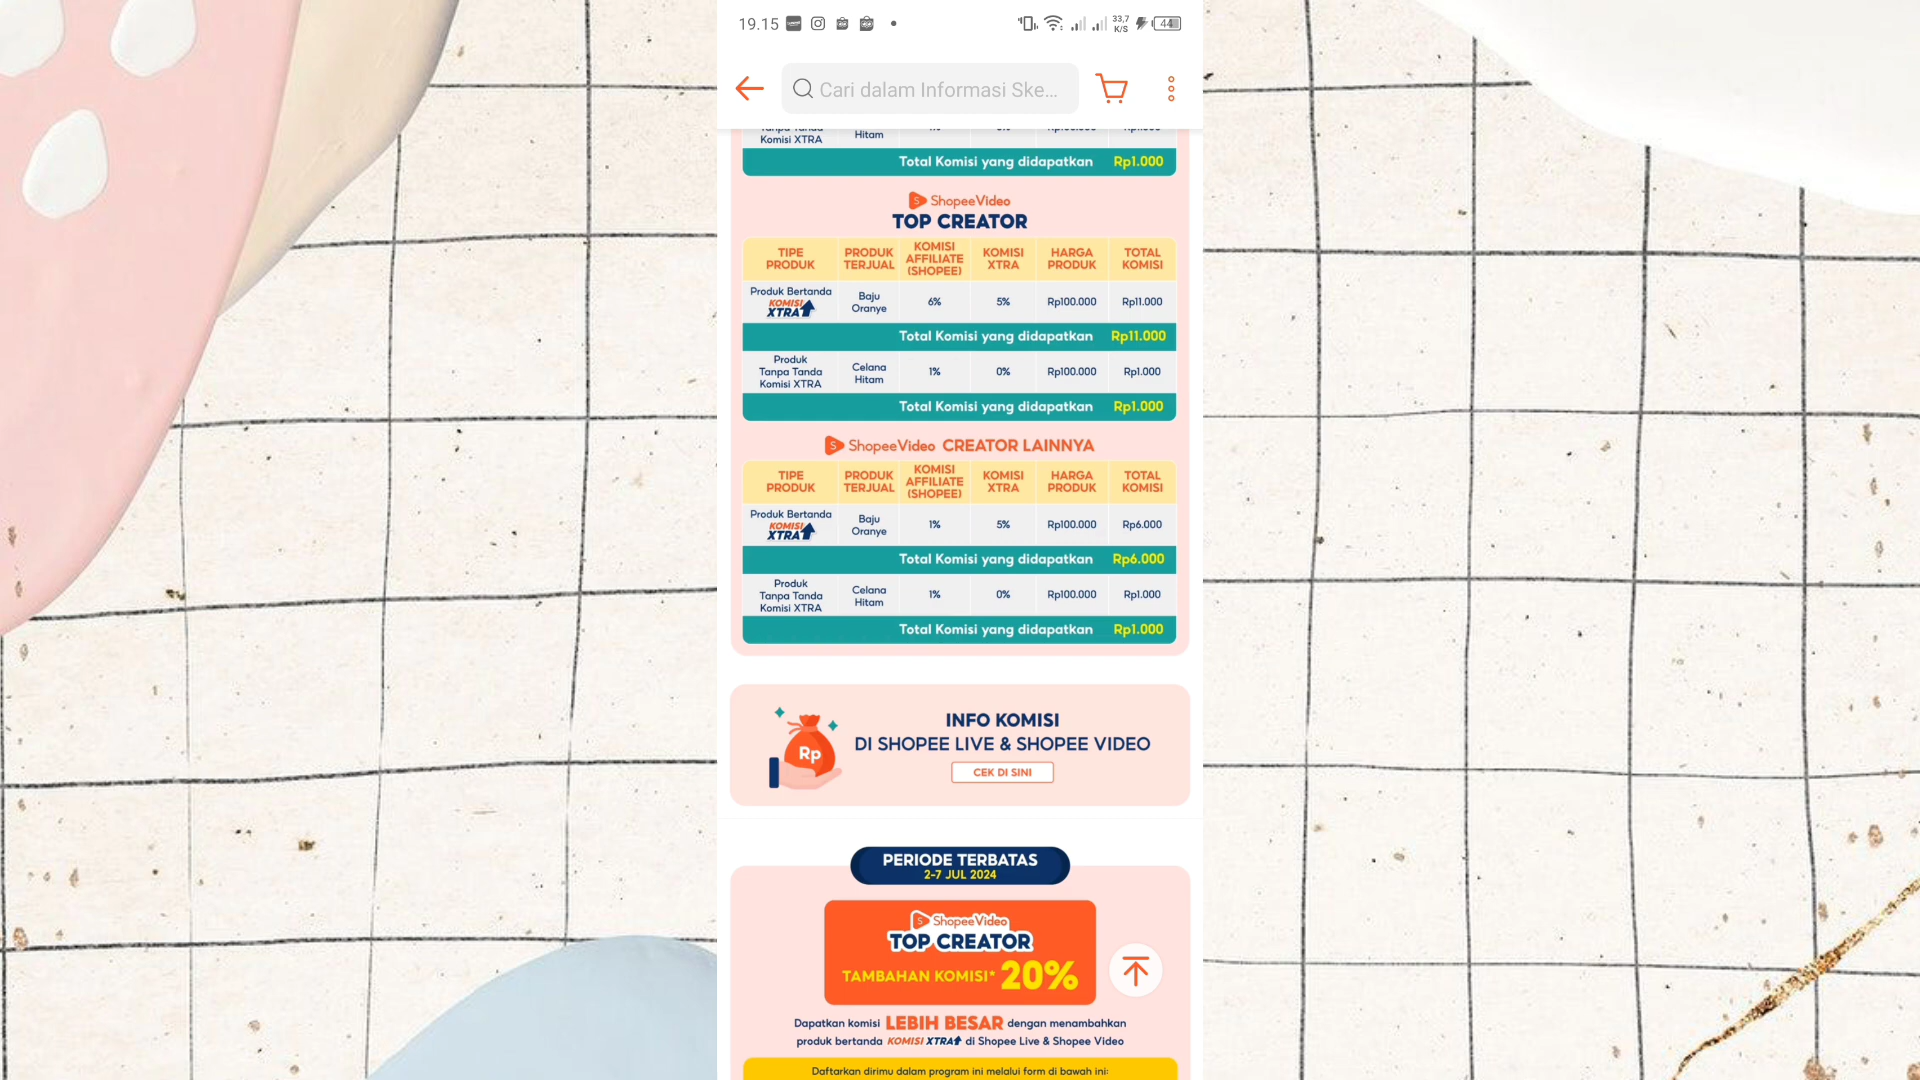 19.15
33,7
K/S
44
Cari dalam Informasi Ske...
Komisi XTRA
Hitam
Total Komisi yang didapatkan Rp1.000
ShopeeVideo
TOP CREATOR
TIPE PRODUK PRODUK TERJUAL KOMISI AFFILIATE (SHOPEE) KOMISI XTRA HARGA PRODUK TOTAL KOMISI
Produk Bertanda KOMISI XTRA Baju Oranye 6% 5% Rp100.000 Rp11.000
Total Komisi yang didapatkan Rp11.000
Produk Tanpa Tanda Komisi XTRA Celana Hitam 1% 0% Rp100.000 Rp1.000
Total Komisi yang didapatkan Rp1.000
ShopeeVideo CREATOR LAINNYA
TIPE PRODUK PRODUK TERJUAL KOMISI AFFILIATE (SHOPEE) KOMISI XTRA HARGA PRODUK TOTAL KOMISI
Produk Bertanda KOMISI XTRA Baju Oranye 1% 5% Rp100.000 Rp6.000
Total Komisi yang didapatkan Rp6.000
Produk Tanpa Tanda Komisi XTRA Celana Hitam 1% 0% Rp100.000 Rp1.000
Total Komisi yang didapatkan Rp1.000
Rp
INFO KOMISI
DI SHOPEE LIVE & SHOPEE VIDEO
CEK DI SINI
PERIODE TERBATAS
2-7 JUL 2024
ShopeeVideo
TOP CREATOR
TAMBAHAN KOMISI* 20%
Dapatkan komisi LEBIH BESAR dengan menambahkan
produk bertanda KOMISI XTRA di Shopee Live & Shopee Video
Daftarkan dirimu dalam program ini melalui form di bawah ini: